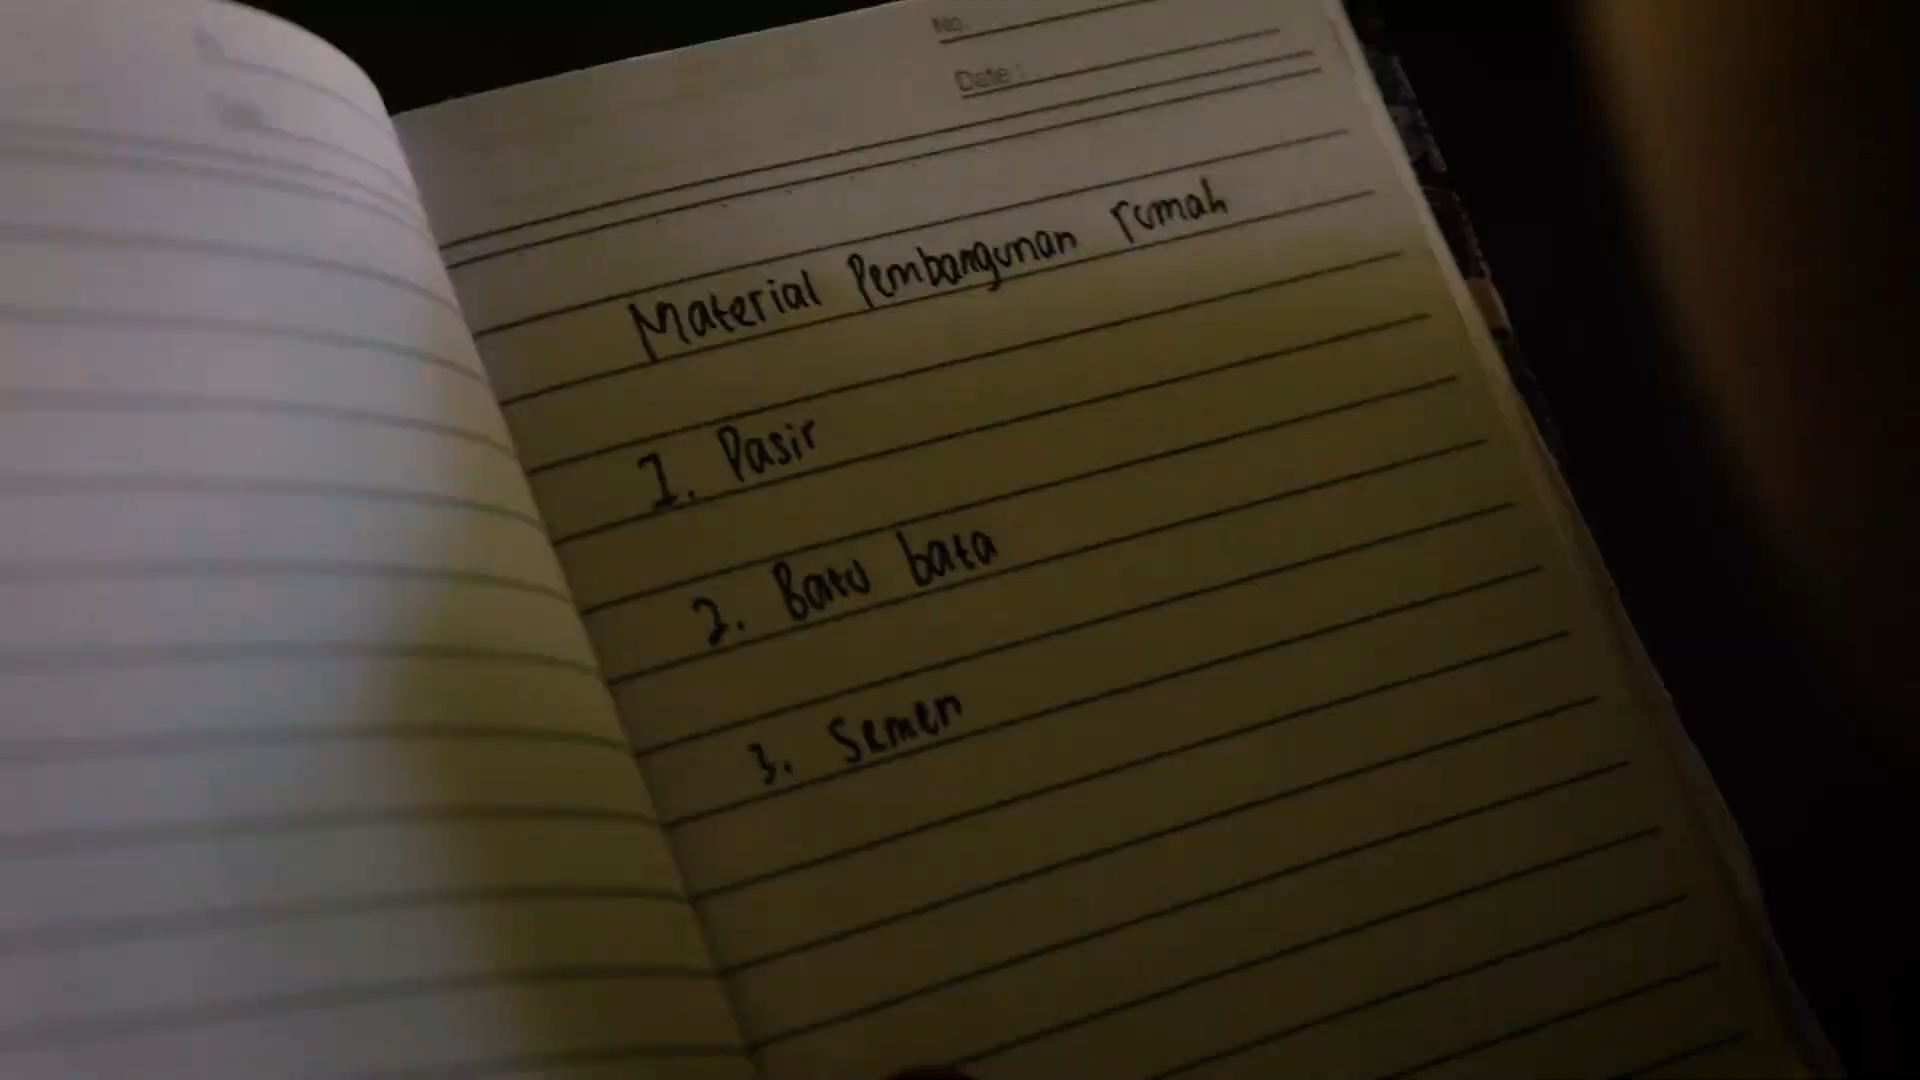 No.
Date :
Material Pembangunan rumah
1. Pasir
2. Batu bata
3. Semen